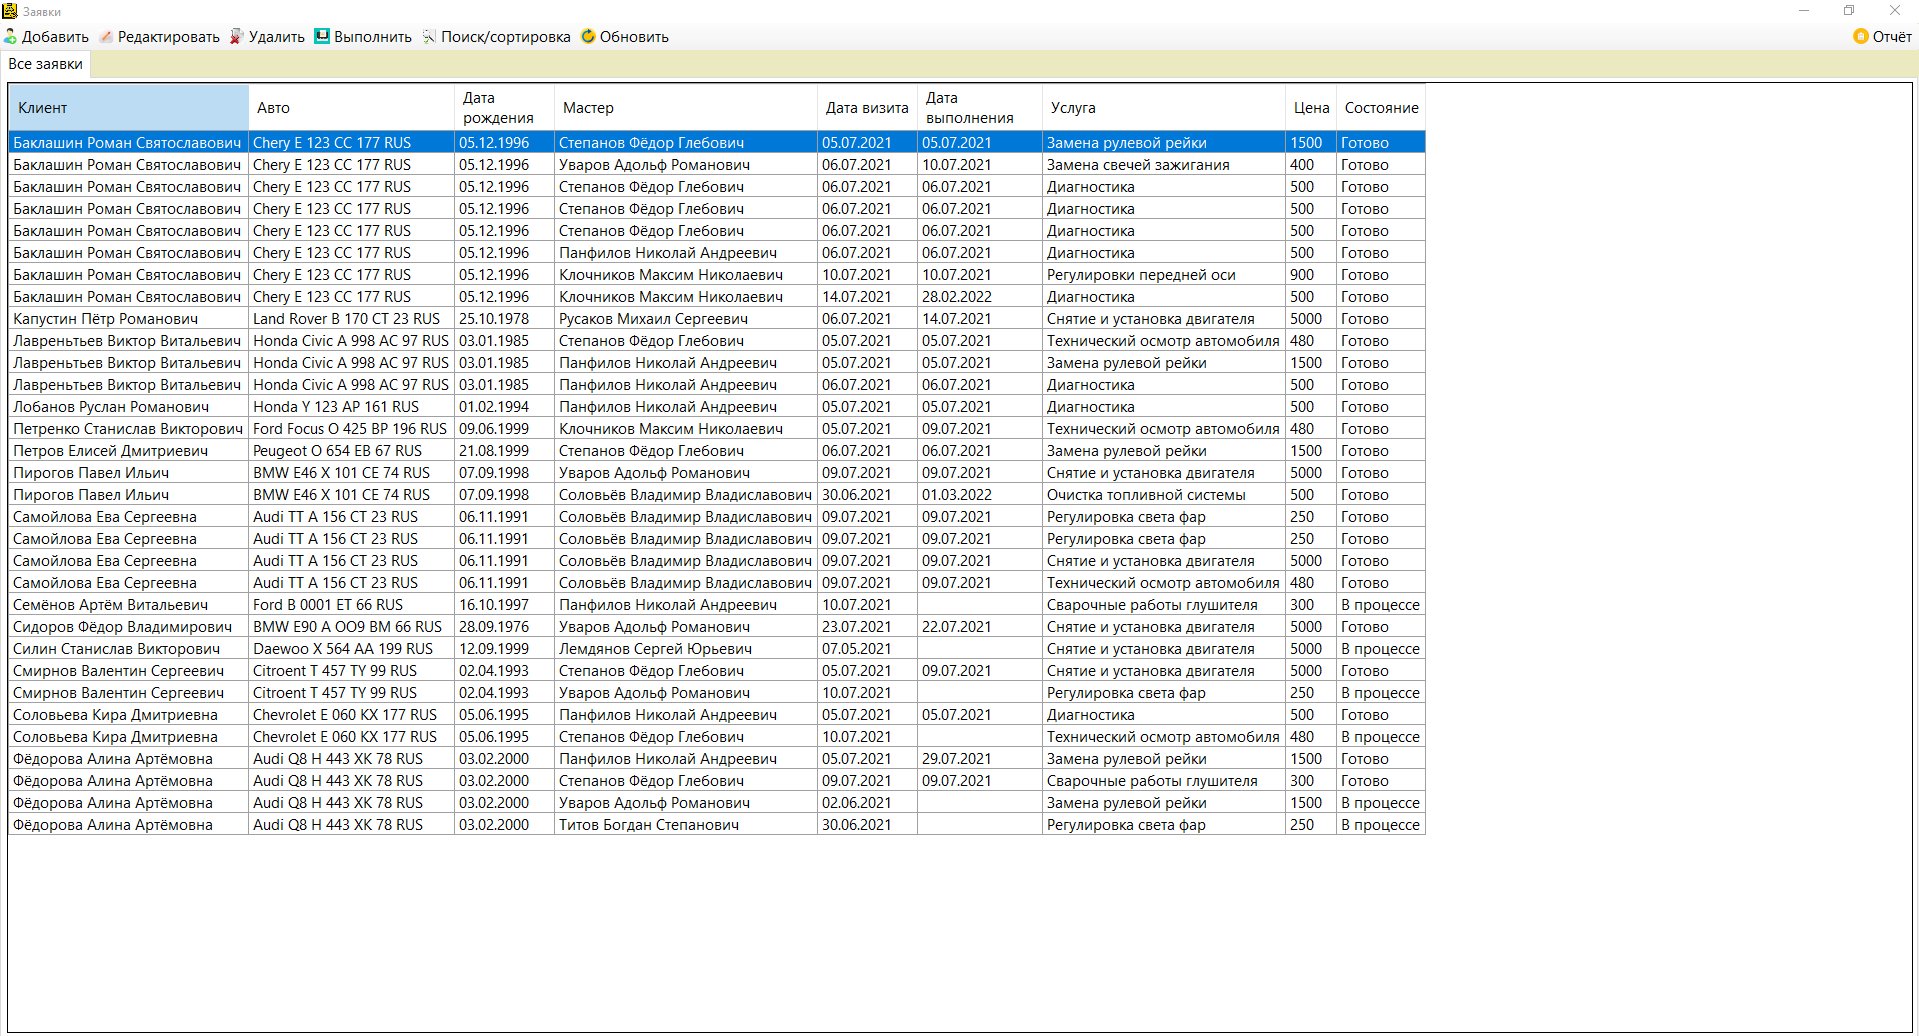 Заявки
Добавить Редактировать Удалить Выполнить Поиск/сортировка Обновить Отчёт
Все заявки
Клиент Авто Дата рождения Мастер Дата визита Дата выполнения Услуга Цена Состояние
Баклашин Роман Святославович Chery E 123 CC 177 RUS 05.12.1996 Степанов Фёдор Глебович 05.07.2021 05.07.2021 Замена рулевой рейки 1500 Готово
Баклашин Роман Святославович Chery E 123 CC 177 RUS 05.12.1996 Уваров Адольф Романович 06.07.2021 10.07.2021 Замена свечей зажигания 400 Готово
Баклашин Роман Святославович Chery E 123 CC 177 RUS 05.12.1996 Степанов Фёдор Глебович 06.07.2021 06.07.2021 Диагностика 500 Готово
Баклашин Роман Святославович Chery E 123 CC 177 RUS 05.12.1996 Степанов Фёдор Глебович 06.07.2021 06.07.2021 Диагностика 500 Готово
Баклашин Роман Святославович Chery E 123 CC 177 RUS 05.12.1996 Степанов Фёдор Глебович 06.07.2021 06.07.2021 Диагностика 500 Готово
Баклашин Роман Святославович Chery E 123 CC 177 RUS 05.12.1996 Панфилов Николай Андреевич 06.07.2021 06.07.2021 Диагностика 500 Готово
Баклашин Роман Святославович Chery E 123 CC 177 RUS 05.12.1996 Клочников Максим Николаевич 10.07.2021 10.07.2021 Регулировки передней оси 900 Готово
Баклашин Роман Святославович Chery E 123 CC 177 RUS 05.12.1996 Клочников Максим Николаевич 14.07.2021 28.02.2022 Диагностика 500 Готово
Капустин Пётр Романович Land Rover B 170 CT 23 RUS 25.10.1978 Русаков Михаил Сергеевич 06.07.2021 14.07.2021 Снятие и установка двигателя 5000 Готово
Лавреньтьев Виктор Витальевич Honda Civic A 998 AC 97 RUS 03.01.1985 Степанов Фёдор Глебович 05.07.2021 05.07.2021 Технический осмотр автомобиля 480 Готово
Лавреньтьев Виктор Витальевич Honda Civic A 998 AC 97 RUS 03.01.1985 Панфилов Николай Андреевич 05.07.2021 05.07.2021 Замена рулевой рейки 1500 Готово
Лавреньтьев Виктор Витальевич Honda Civic A 998 AC 97 RUS 03.01.1985 Панфилов Николай Андреевич 06.07.2021 06.07.2021 Диагностика 500 Готово
Лобанов Руслан Романович Honda Y 123 AP 161 RUS 01.02.1994 Панфилов Николай Андреевич 05.07.2021 05.07.2021 Диагностика 500 Готово
Петренко Станислав Викторович Ford Focus O 425 BP 196 RUS 09.06.1999 Клочников Максим Николаевич 05.07.2021 09.07.2021 Технический осмотр автомобиля 480 Готово
Петров Елисей Дмитриевич Peugeot O 654 EB 67 RUS 21.08.1999 Степанов Фёдор Глебович 06.07.2021 06.07.2021 Замена рулевой рейки 1500 Готово
Пирогов Павел Ильич BMW E46 X 101 CE 74 RUS 07.09.1998 Уваров Адольф Романович 09.07.2021 09.07.2021 Снятие и установка двигателя 5000 Готово
Пирогов Павел Ильич BMW E46 X 101 CE 74 RUS 07.09.1998 Соловьёв Владимир Владиславович 30.06.2021 01.03.2022 Очистка топливной системы 500 Готово
Самойлова Ева Сергеевна Audi TT A 156 CT 23 RUS 06.11.1991 Соловьёв Владимир Владиславович 09.07.2021 09.07.2021 Регулировка света фар 250 Готово
Самойлова Ева Сергеевна Audi TT A 156 CT 23 RUS 06.11.1991 Соловьёв Владимир Владиславович 09.07.2021 09.07.2021 Регулировка света фар 250 Готово
Самойлова Ева Сергеевна Audi TT A 156 CT 23 RUS 06.11.1991 Соловьёв Владимир Владиславович 09.07.2021 09.07.2021 Снятие и установка двигателя 5000 Готово
Самойлова Ева Сергеевна Audi TT A 156 CT 23 RUS 06.11.1991 Соловьёв Владимир Владиславович 09.07.2021 09.07.2021 Технический осмотр автомобиля 480 Готово
Семёнов Артём Витальевич Ford B 0001 ET 66 RUS 16.10.1997 Панфилов Николай Андреевич 10.07.2021 Сварочные работы глушителя 300 В процессе
Сидоров Фёдор Владимирович BMW E90 A OO9 BM 66 RUS 28.09.1976 Уваров Адольф Романович 23.07.2021 22.07.2021 Снятие и установка двигателя 5000 Готово
Силин Станислав Викторович Daewoo X 564 AA 199 RUS 12.09.1999 Лемдянов Сергей Юрьевич 07.05.2021 Снятие и установка двигателя 5000 В процессе
Смирнов Валентин Сергеевич Citroent T 457 TY 99 RUS 02.04.1993 Степанов Фёдор Глебович 05.07.2021 09.07.2021 Снятие и установка двигателя 5000 Готово
Смирнов Валентин Сергеевич Citroent T 457 TY 99 RUS 02.04.1993 Уваров Адольф Романович 10.07.2021 Регулировка света фар 250 В процессе
Соловьева Кира Дмитриевна Chevrolet E 060 KX 177 RUS 05.06.1995 Панфилов Николай Андреевич 05.07.2021 05.07.2021 Диагностика 500 Готово
Соловьева Кира Дмитриевна Chevrolet E 060 KX 177 RUS 05.06.1995 Степанов Фёдор Глебович 10.07.2021 Технический осмотр автомобиля 480 В процессе
Фёдорова Алина Артёмовна Audi Q8 H 443 XK 78 RUS 03.02.2000 Панфилов Николай Андреевич 05.07.2021 29.07.2021 Замена рулевой рейки 1500 Готово
Фёдорова Алина Артёмовна Audi Q8 H 443 XK 78 RUS 03.02.2000 Степанов Фёдор Глебович 09.07.2021 09.07.2021 Сварочные работы глушителя 300 Готово
Фёдорова Алина Артёмовна Audi Q8 H 443 XK 78 RUS 03.02.2000 Уваров Адольф Романович 02.06.2021 Замена рулевой рейки 1500 В процессе
Фёдорова Алина Артёмовна Audi Q8 H 443 XK 78 RUS 03.02.2000 Титов Богдан Степанович 30.06.2021 Регулировка света фар 250 В процессе